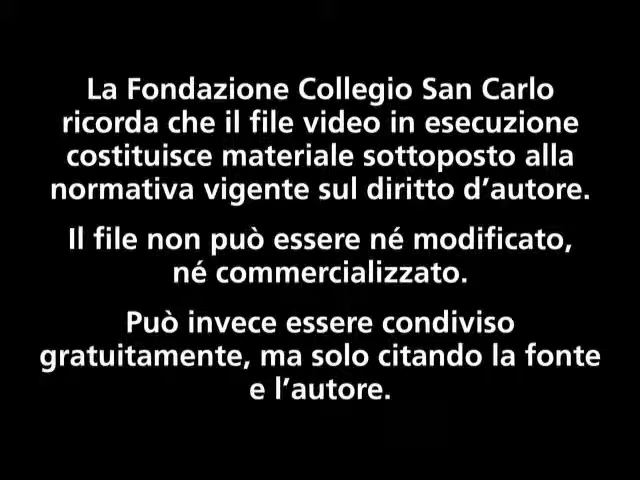 La Fondazione Collegio San Carlo
ricorda che il file video in esecuzione
costituisce materiale sottoposto alla
normativa vigente sul diritto d’autore.
Il file non può essere né modificato,
né commercializzato.
Può invece essere condiviso
gratuitamente, ma solo citando la fonte
e l’autore.